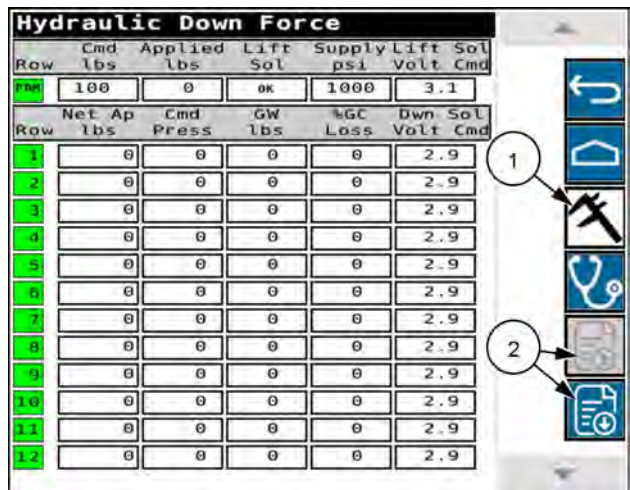 Hydraulic Down Force
Cmd Applied Lift Supply Lift Sol
Row lbs lbs Sol psi Volt Cmd
PDM 100 0 OK 1000 3.1
Net Ap Cmd GW %GC Dwn Sol
Row lbs Press lbs Loss Volt Cmd
1 0 0 0 0 2.9
2 0 0 0 0 2.9
3 0 0 0 0 2.9
4 0 0 0 0 2.9
5 0 0 0 0 2.9
6 0 0 0 0 2.9
7 0 0 0 0 2.9
8 0 0 0 0 2.9
9 0 0 0 0 2.9
10 0 0 0 0 2.9
11 0 0 0 0 2.9
12 0 0 0 0 2.9
1
2